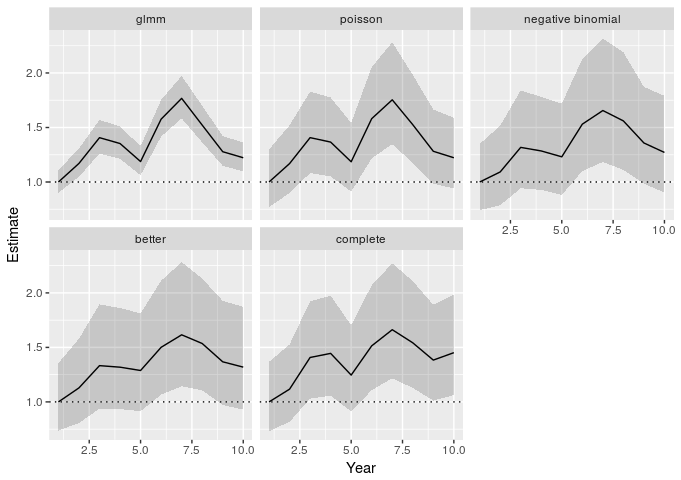 glmm poisson negative binomial
2.0
1.5
1.0
2.5 5.0 7.5 10.0
Estimate
better complete
2.0
1.5
1.0
2.5 5.0 7.5 10.0 2.5 5.0 7.5 10.0
Year